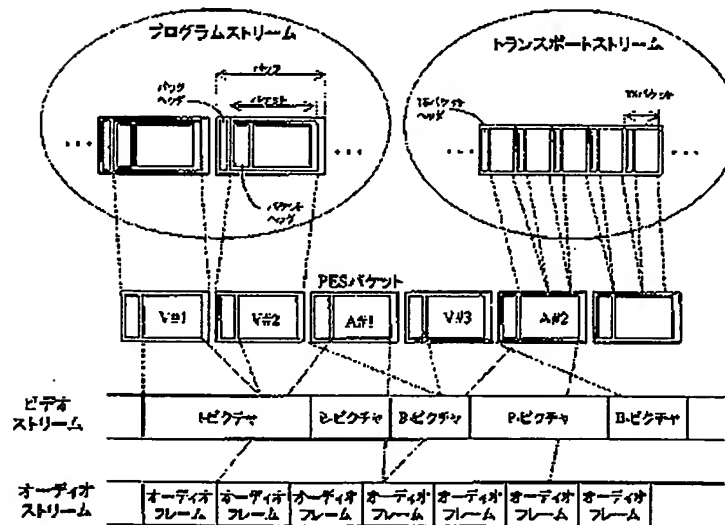 プログラムストリーム
トランスポートストリーム
パック
パック
ヘッダ
パケット
パケット
ヘッダ
TSパケット
ヘッダ
TSパケット
PESパケット
V#1
V#2
A#1
V#3
A#2
ビデオ
ストリーム
I-ピクチャ
B-ピクチャ
B-ピクチャ
P-ピクチャ
B-ピクチャ
オーディオ
ストリーム
オーディオ
フレーム
オーディオ
フレーム
オーディオ
フレーム
オーディオ
フレーム
オーディオ
フレーム
オーディオ
フレーム
オーディオ
フレーム